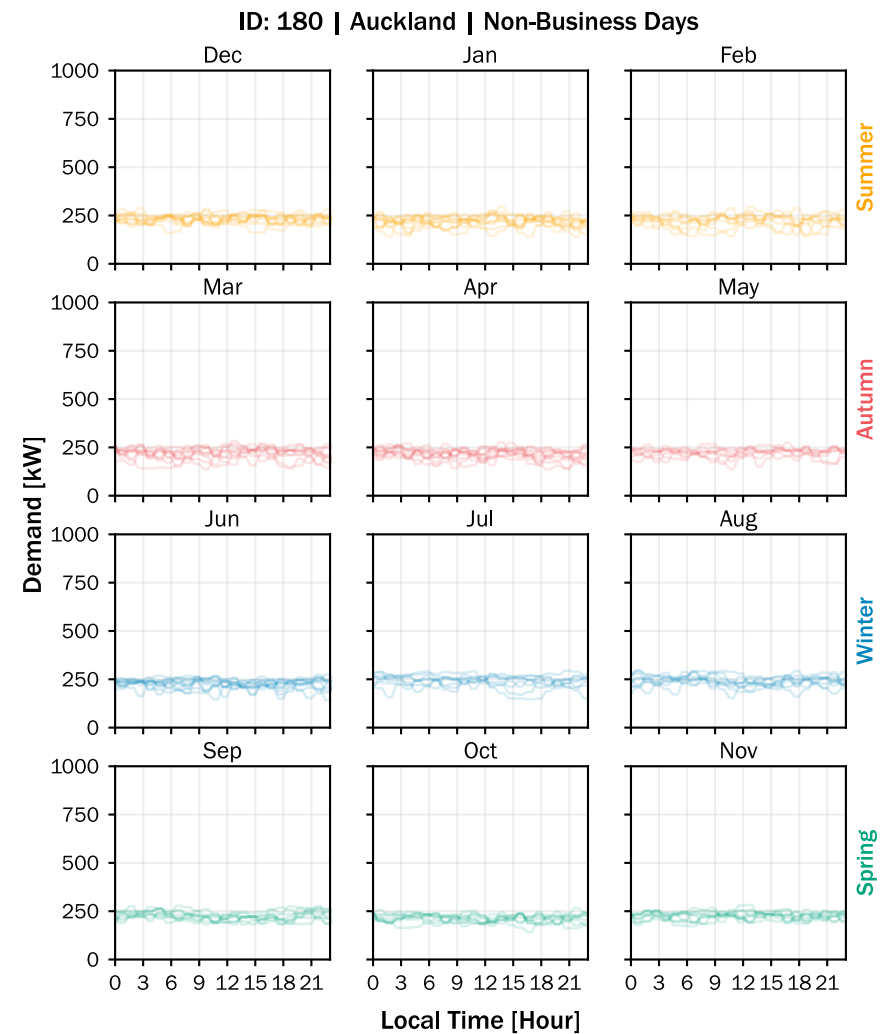 ID: 180 | Auckland | Non-Business Days
Dec Jan Feb
1000
750
500
250
0
Summer
Mar Apr May
1000
750
500
250
0
Autumn
Demand [kW]
Jun Jul Aug
1000
750
500
250
0
Winter
Sep Oct Nov
1000
750
500
250
0
Spring
0 3 6 9 12 15 18 21 0 3 6 9 12 15 18 21 0 3 6 9 12 15 18 21
Local Time [Hour]